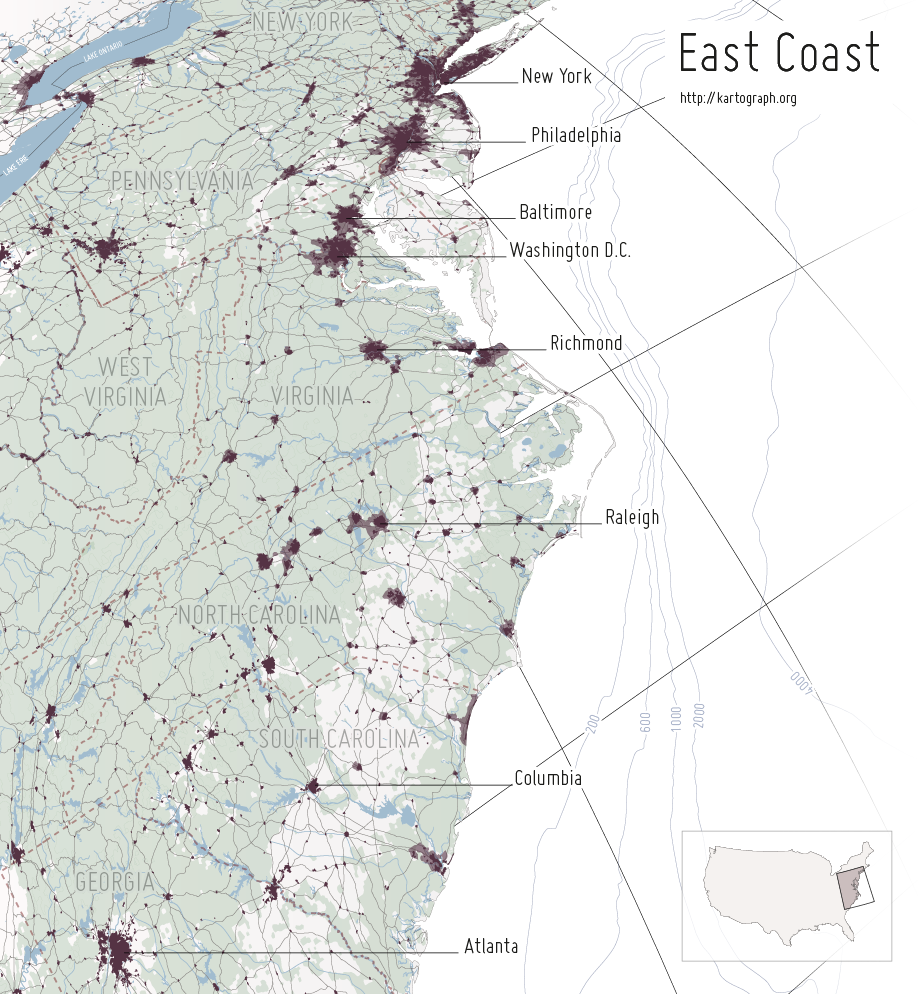 NEW YORK
East Coast
LAKE ONTARIO
New York
http://kartograph.org
Philadelphia
LAKE ERIE
PENNSYLVANIA
Baltimore
Washington D.C.
Richmond
WEST
VIRGINIA
VIRGINIA
Raleigh
NORTH CAROLINA
4000
200
600
1000
2000
SOUTH CAROLINA
Columbia
GEORGIA
Atlanta